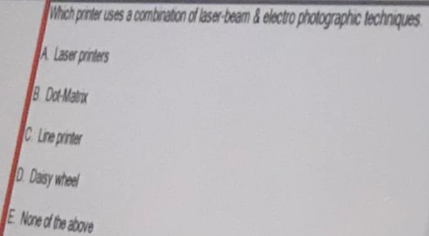 Which printer uses a combination of laser-beam & electro photographic techniques
A. Laser printers
B. Dot-Matrix
C. Line printer
D. Daisy wheel
E. None of the above